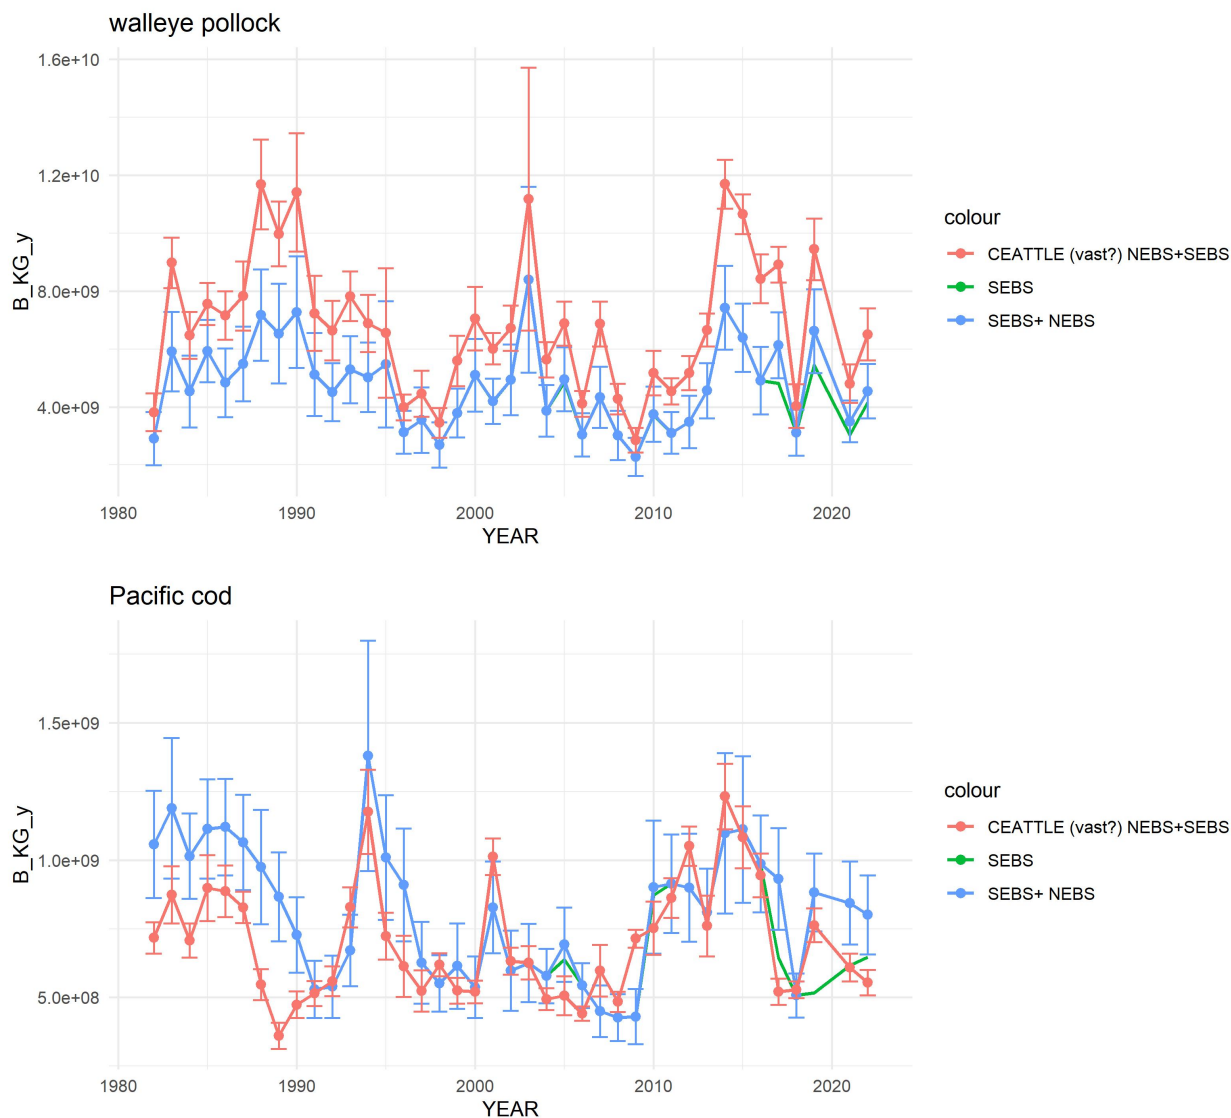 walleye pollock
1.6e+10
1.2e+10
8.0e+09
4.0e+09
B_KG_y
1980
1990
2000
2010
2020
YEAR
colour
CEATTLE (vast?) NEBS+SEBS
SEBS
SEBS+ NEBS
Pacific cod
1.5e+09
1.0e+09
5.0e+08
B_KG_y
1980
1990
2000
2010
2020
YEAR
colour
CEATTLE (vast?) NEBS+SEBS
SEBS
SEBS+ NEBS